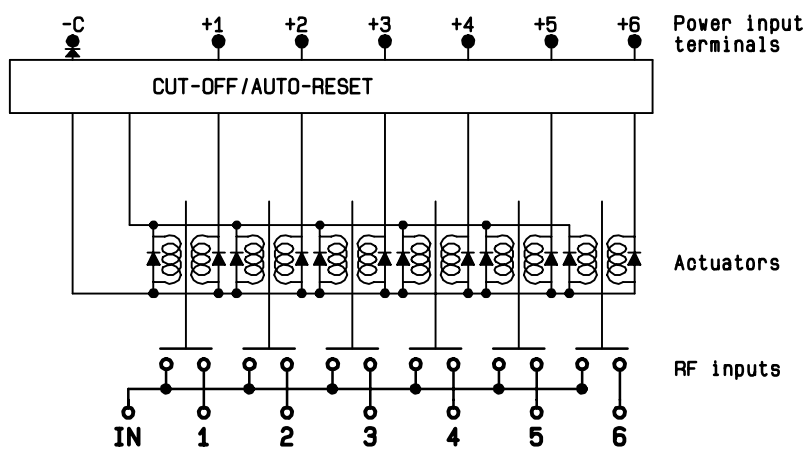 -C +1 +2 +3 +4 +5 +6
Power input
terminals
CUT-OFF/AUTO-RESET
Actuators
RF inputs
IN 1 2 3 4 5 6